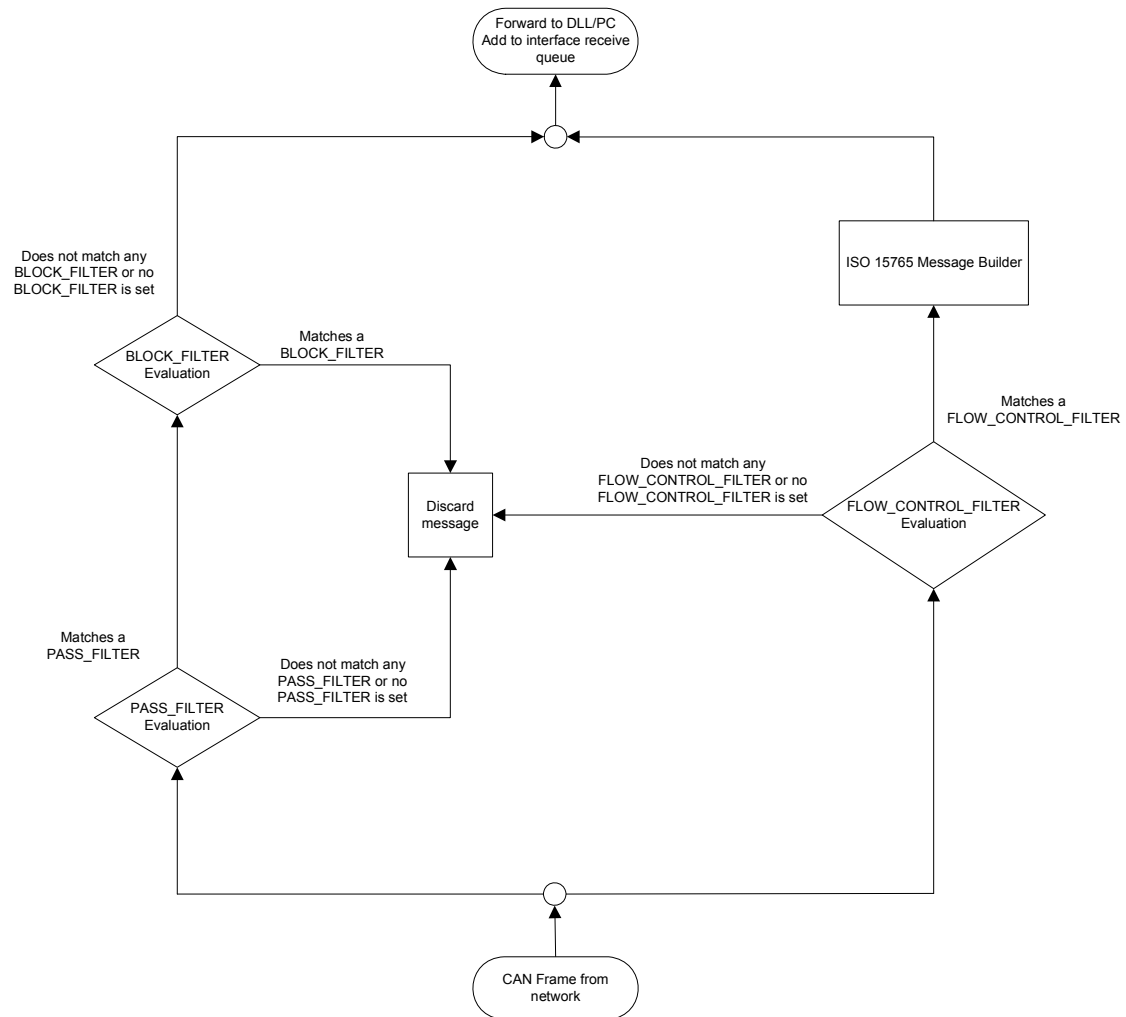 Forward to DLL/PC
Add to interface receive
queue
Does not match any
BLOCK_FILTER or no
BLOCK_FILTER is set
ISO 15765 Message Builder
Matches a
BLOCK_FILTER
BLOCK_FILTER
Evaluation
Matches a
FLOW_CONTROL_FILTER
Does not match any
FLOW_CONTROL_FILTER or no
FLOW_CONTROL_FILTER is set
Discard
message
FLOW_CONTROL_FILTER
Evaluation
Matches a
PASS_FILTER
Does not match any
PASS_FILTER or no
PASS_FILTER is set
PASS_FILTER
Evaluation
CAN Frame from
network